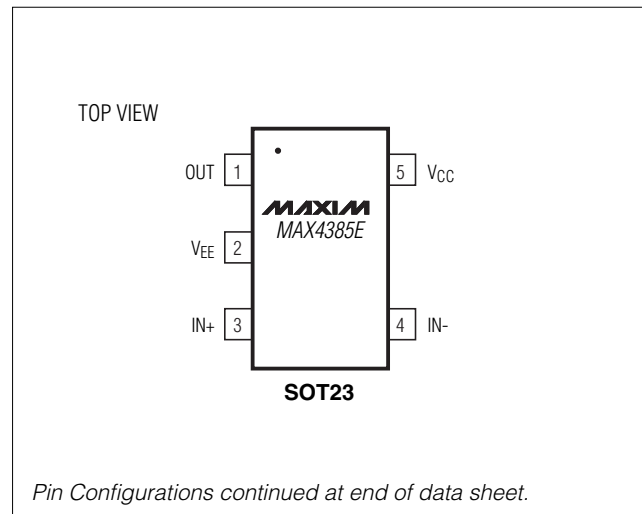 TOP VIEW
OUT 1
5 VCC
MAXIM
MAX4385E
VEE 2
IN+ 3
4 IN-
SOT23
Pin Configurations continued at end of data sheet.